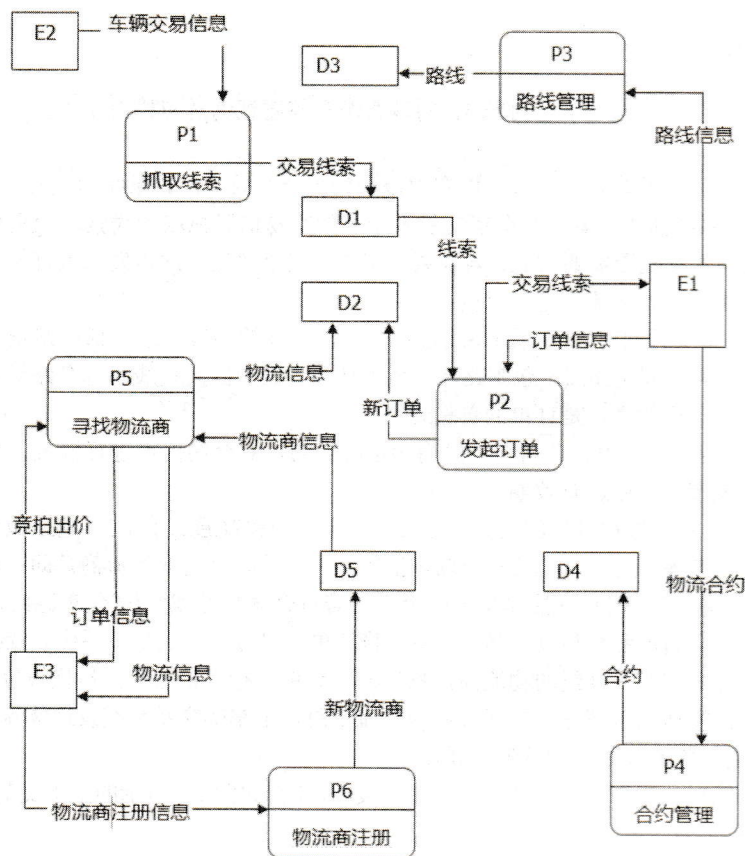 E2
车辆交易信息
P1
抓取线索
交易线索
D1
D3
路线
P3
路线管理
路线信息
线索
D2
交易线索
E1
订单信息
P5
寻找物流商
物流信息
新订单
P2
发起订单
物流商信息
竞拍出价
D5
D4
物流合约
订单信息
E3
物流信息
合约
新物流商
P4
合约管理
P6
物流商注册
物流商注册信息